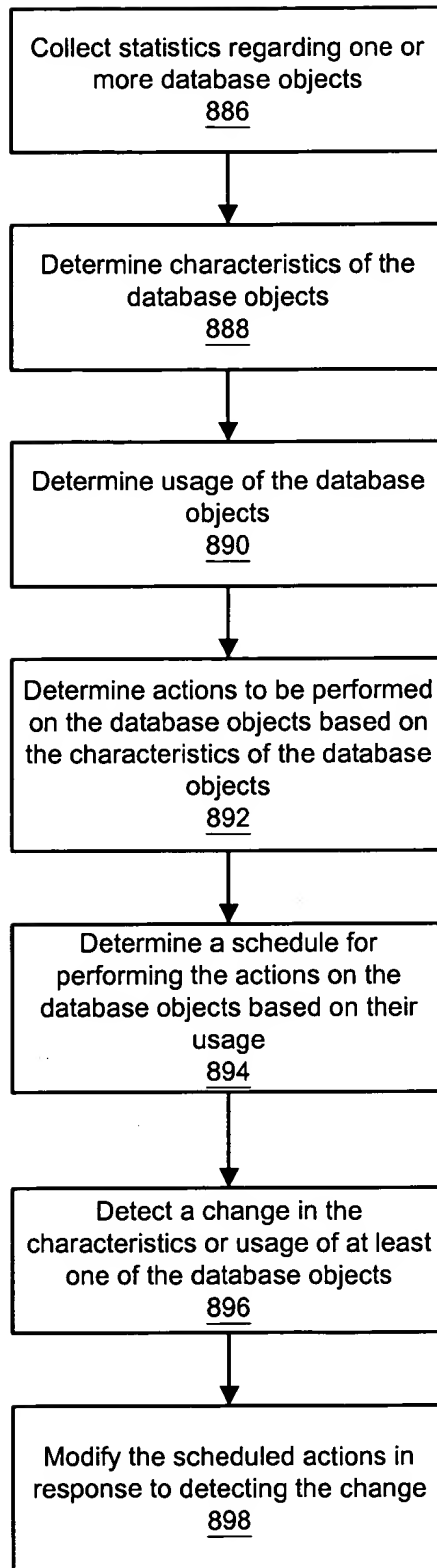 Collect statistics regarding one or
more database objects
886
Determine characteristics of the
database objects
888
Determine usage of the database
objects
890
Determine actions to be performed
on the database objects based on
the characteristics of the database
objects
892
Determine a schedule for
performing the actions on the
database objects based on their
usage
894
Detect a change in the
characteristics or usage of at least
one of the database objects
896
Modify the scheduled actions in
response to detecting the change
898